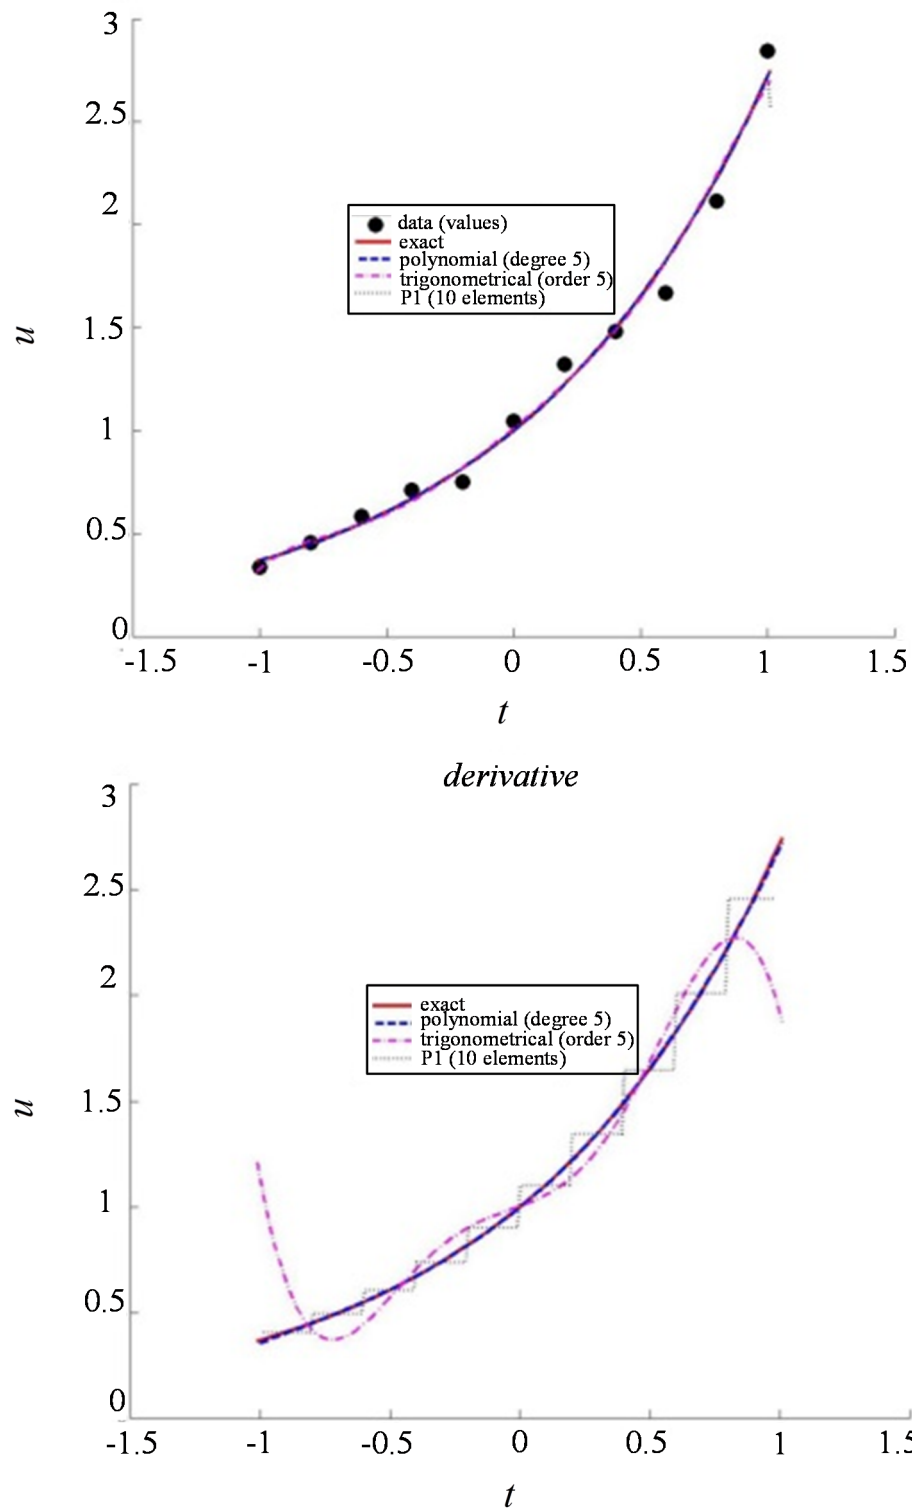 3
2.5
2
1.5
1
0.5
0
u
data (values)
exact
polynomial (degree 5)
trigonometrical (order 5)
P1 (10 elements)
-1.5 -1 -0.5 0 0.5 1 1.5
t
derivative
3
2.5
2
1.5
1
0.5
0
u
exact
polynomial (degree 5)
trigonometrical (order 5)
P1 (10 elements)
-1.5 -1 -0.5 0 0.5 1 1.5
t